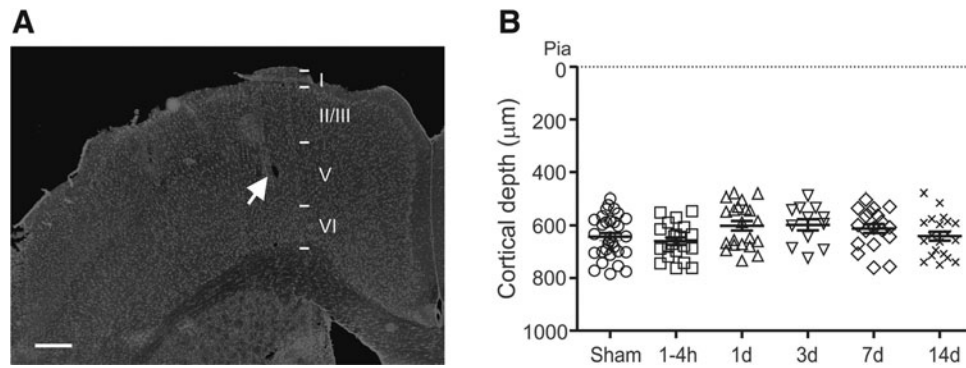 A
I
II/III
V
VI
B
Pia
0
200
400
600
800
1000
Cortical depth (μm)
Sham 1-4h 1d 3d 7d 14d